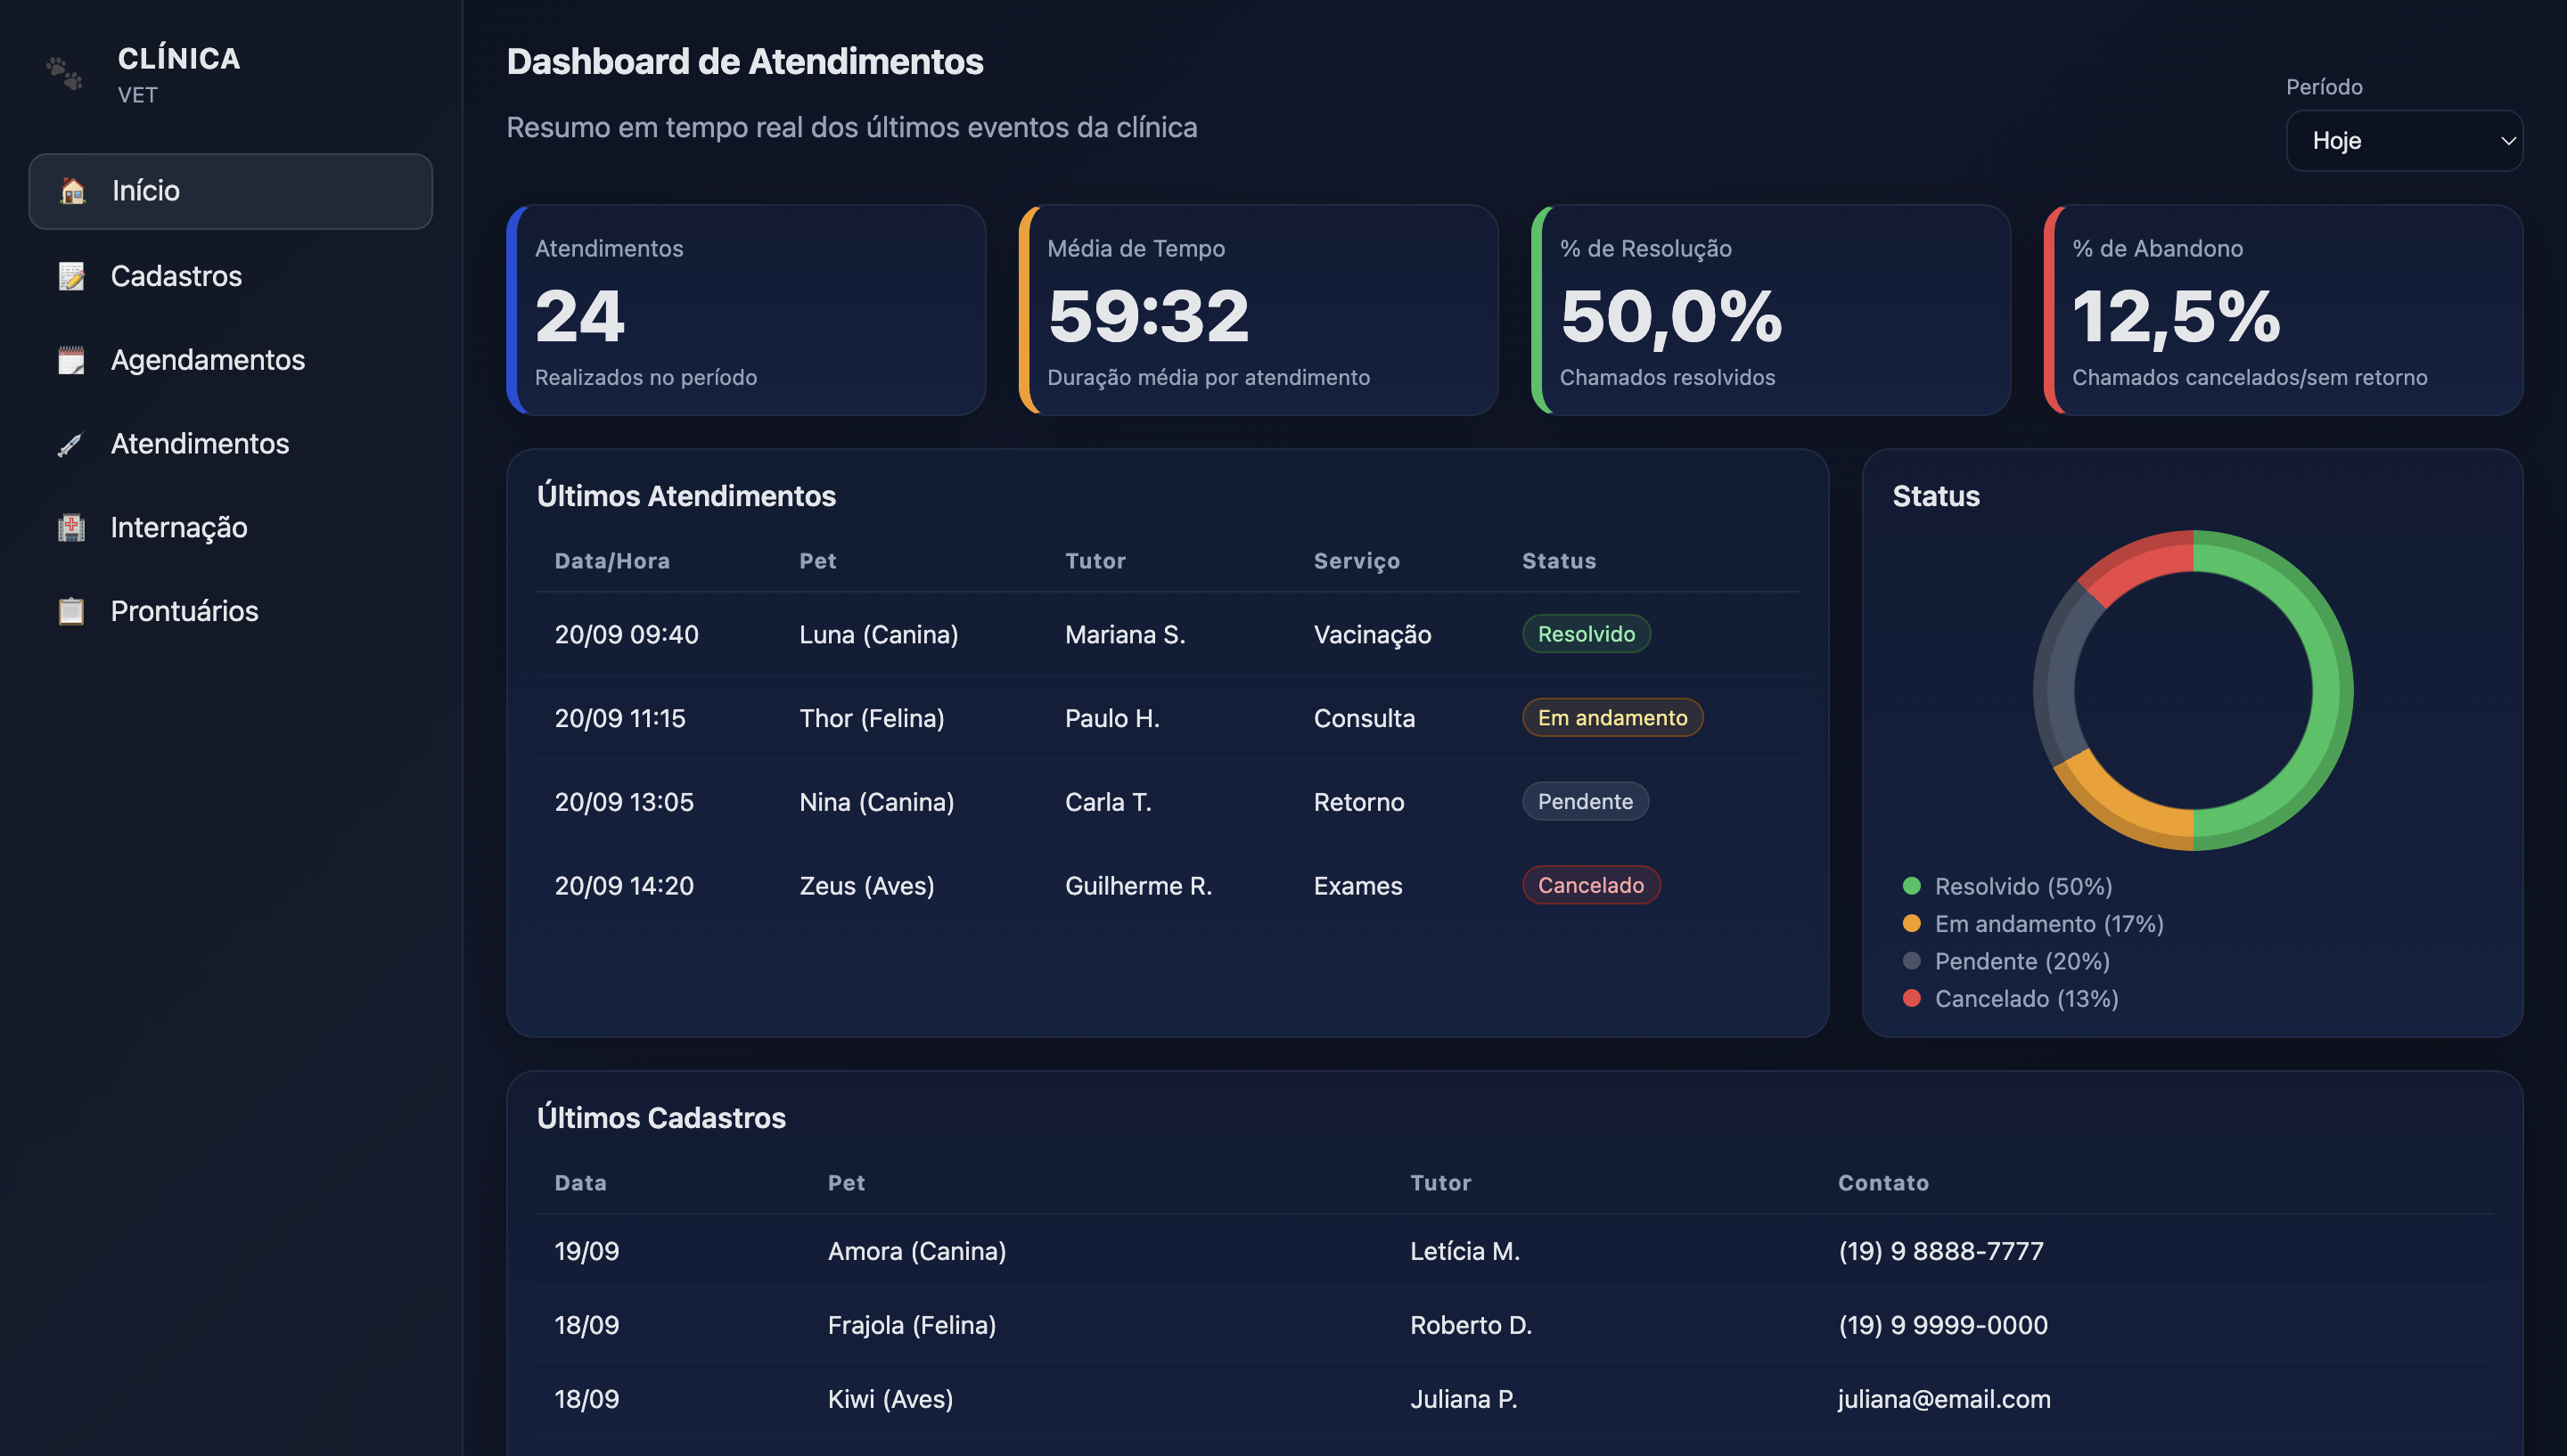 CLÍNICA
VET
Início
Cadastros
Agendamentos
Atendimentos
Internação
Prontuários
Dashboard de Atendimentos
Resumo em tempo real dos últimos eventos da clínica
Período
Hoje
Atendimentos
24
Realizados no período
Média de Tempo
59:32
Duração média por atendimento
% de Resolução
50,0%
Chamados resolvidos
% de Abandono
12,5%
Chamados cancelados/sem retorno
Últimos Atendimentos
Data/Hora Pet Tutor Serviço Status
20/09 09:40 Luna (Canina) Mariana S. Vacinação Resolvido
20/09 11:15 Thor (Felina) Paulo H. Consulta Em andamento
20/09 13:05 Nina (Canina) Carla T. Retorno Pendente
20/09 14:20 Zeus (Aves) Guilherme R. Exames Cancelado
Status
Resolvido (50%)
Em andamento (17%)
Pendente (20%)
Cancelado (13%)
Últimos Cadastros
Data Pet Tutor Contato
19/09 Amora (Canina) Letícia M. (19) 9 8888-7777
18/09 Frajola (Felina) Roberto D. (19) 9 9999-0000
18/09 Kiwi (Aves) Juliana P. juliana@email.com